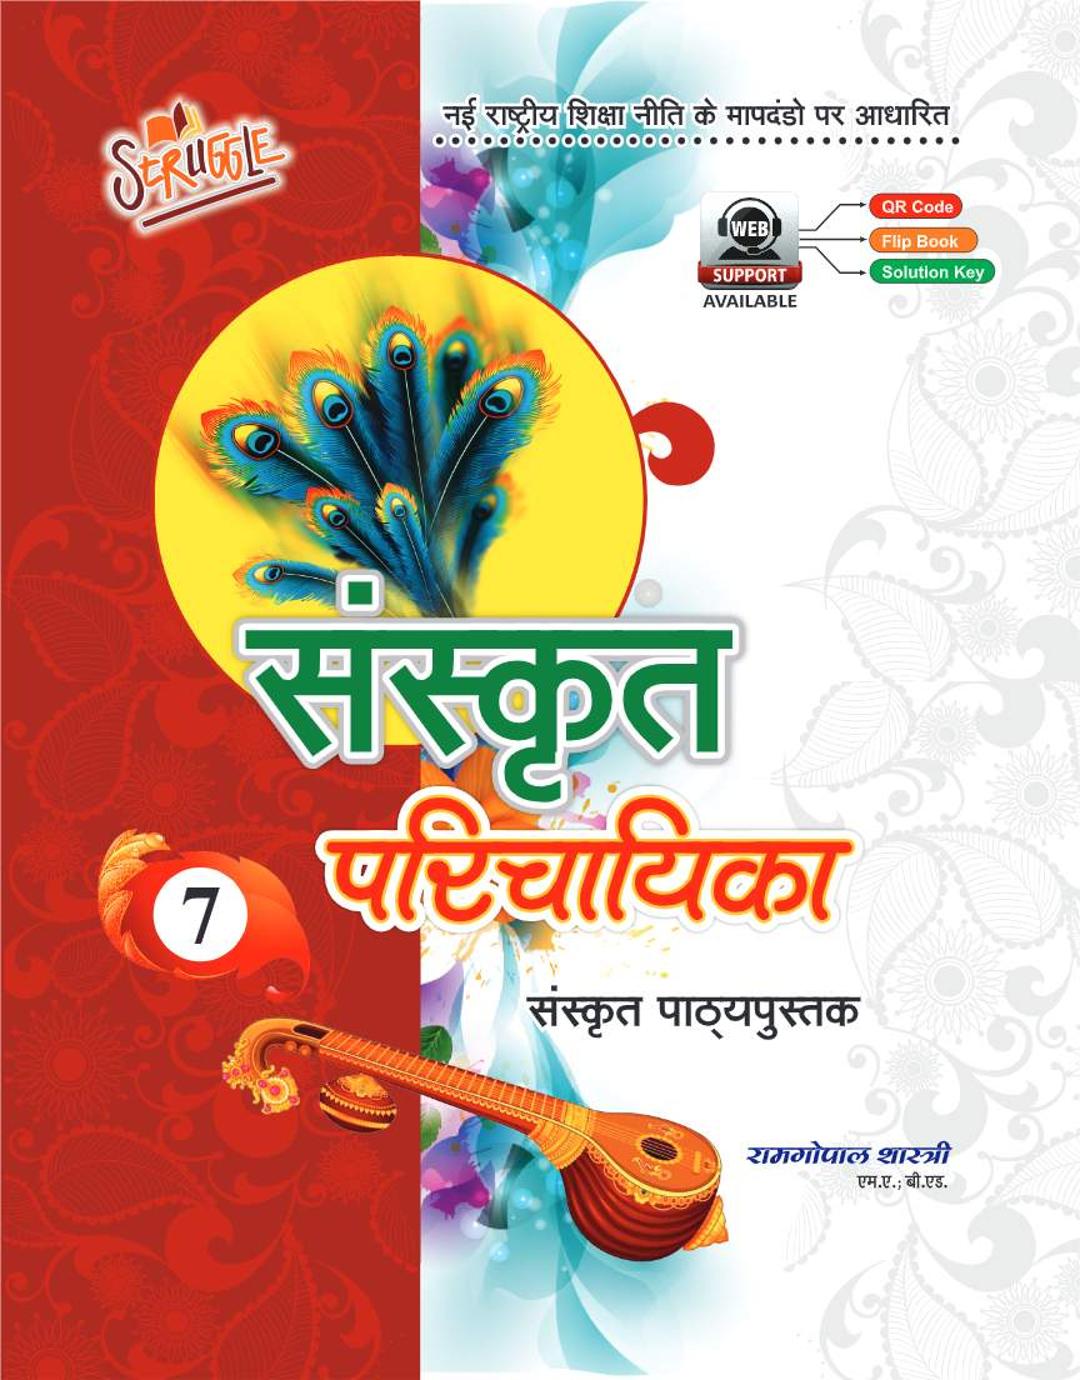 STRUGGLE
नई राष्ट्रीय शिक्षा नीति के मापदंडो पर आधारित
WEB
SUPPORT
AVAILABLE
QR Code
Flip Book
Solution Key
संस्कृत
परिचायिका
7
संस्कृत पाठ्यपुस्तक
रामगोपाल शास्त्री
एम.ए.; बी.एड.